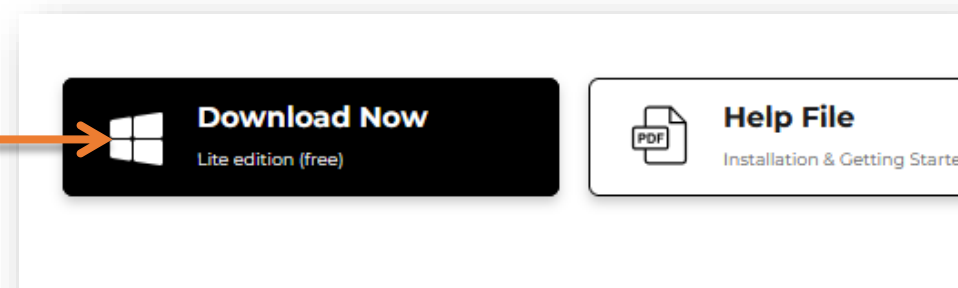 Download Now
Lite edition (free)
PDF
Help File
Installation & Getting Starte